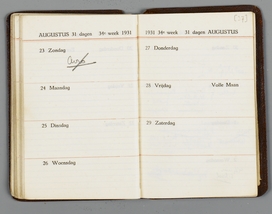 AUGUSTUS 31 dagen 34e week 1931
23 Zondag
24 Maandag
25 Dinsdag
26 Woensdag
1931 34e week 31 dagen AUGUSTUS
27 Donderdag
28 Vrijdag Volle Maan
29 Zaterdag